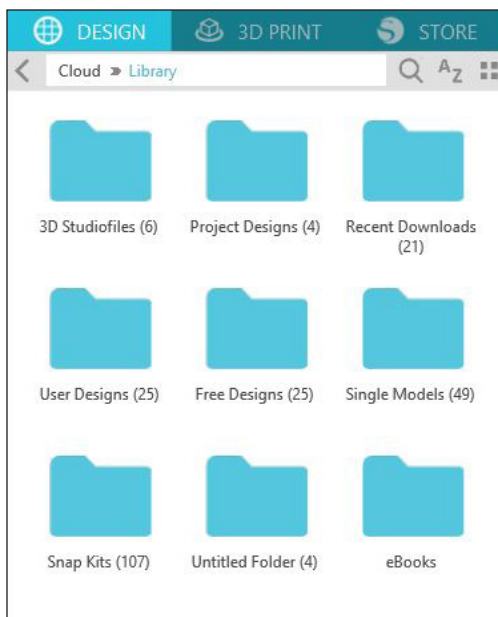 DESIGN 3D PRINT STORE
Cloud » Library AZ
3D Studiofiles (6) Project Designs (4) Recent Downloads
(21)
User Designs (25) Free Designs (25) Single Models (49)
Snap Kits (107) Untitled Folder (4) eBooks